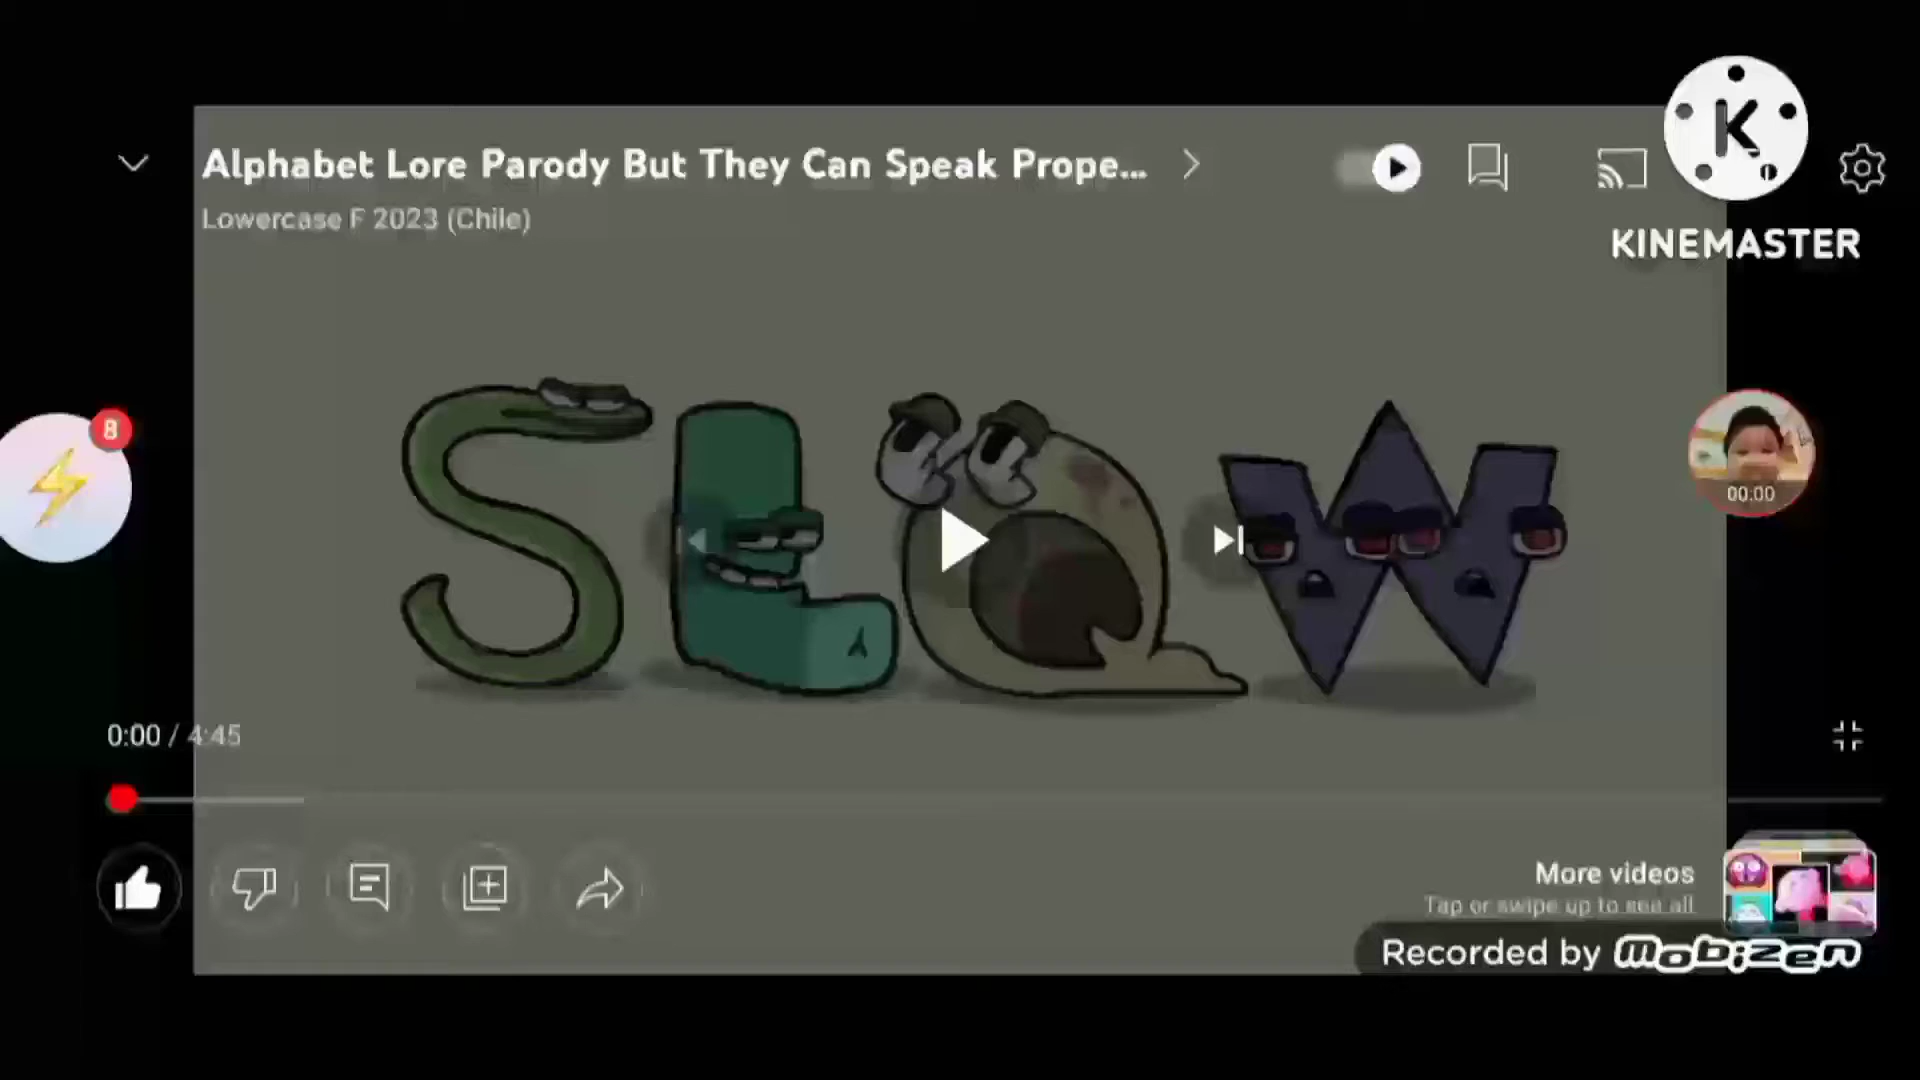 Alphabet Lore Parody But They Can Speak Prope...
Lowercase F 2023 (Chile)
K
KINEMASTER
8
SLQW
00:00
0:00 / 4:45
More videos
Tap or swipe up to see all
Recorded by mobizen